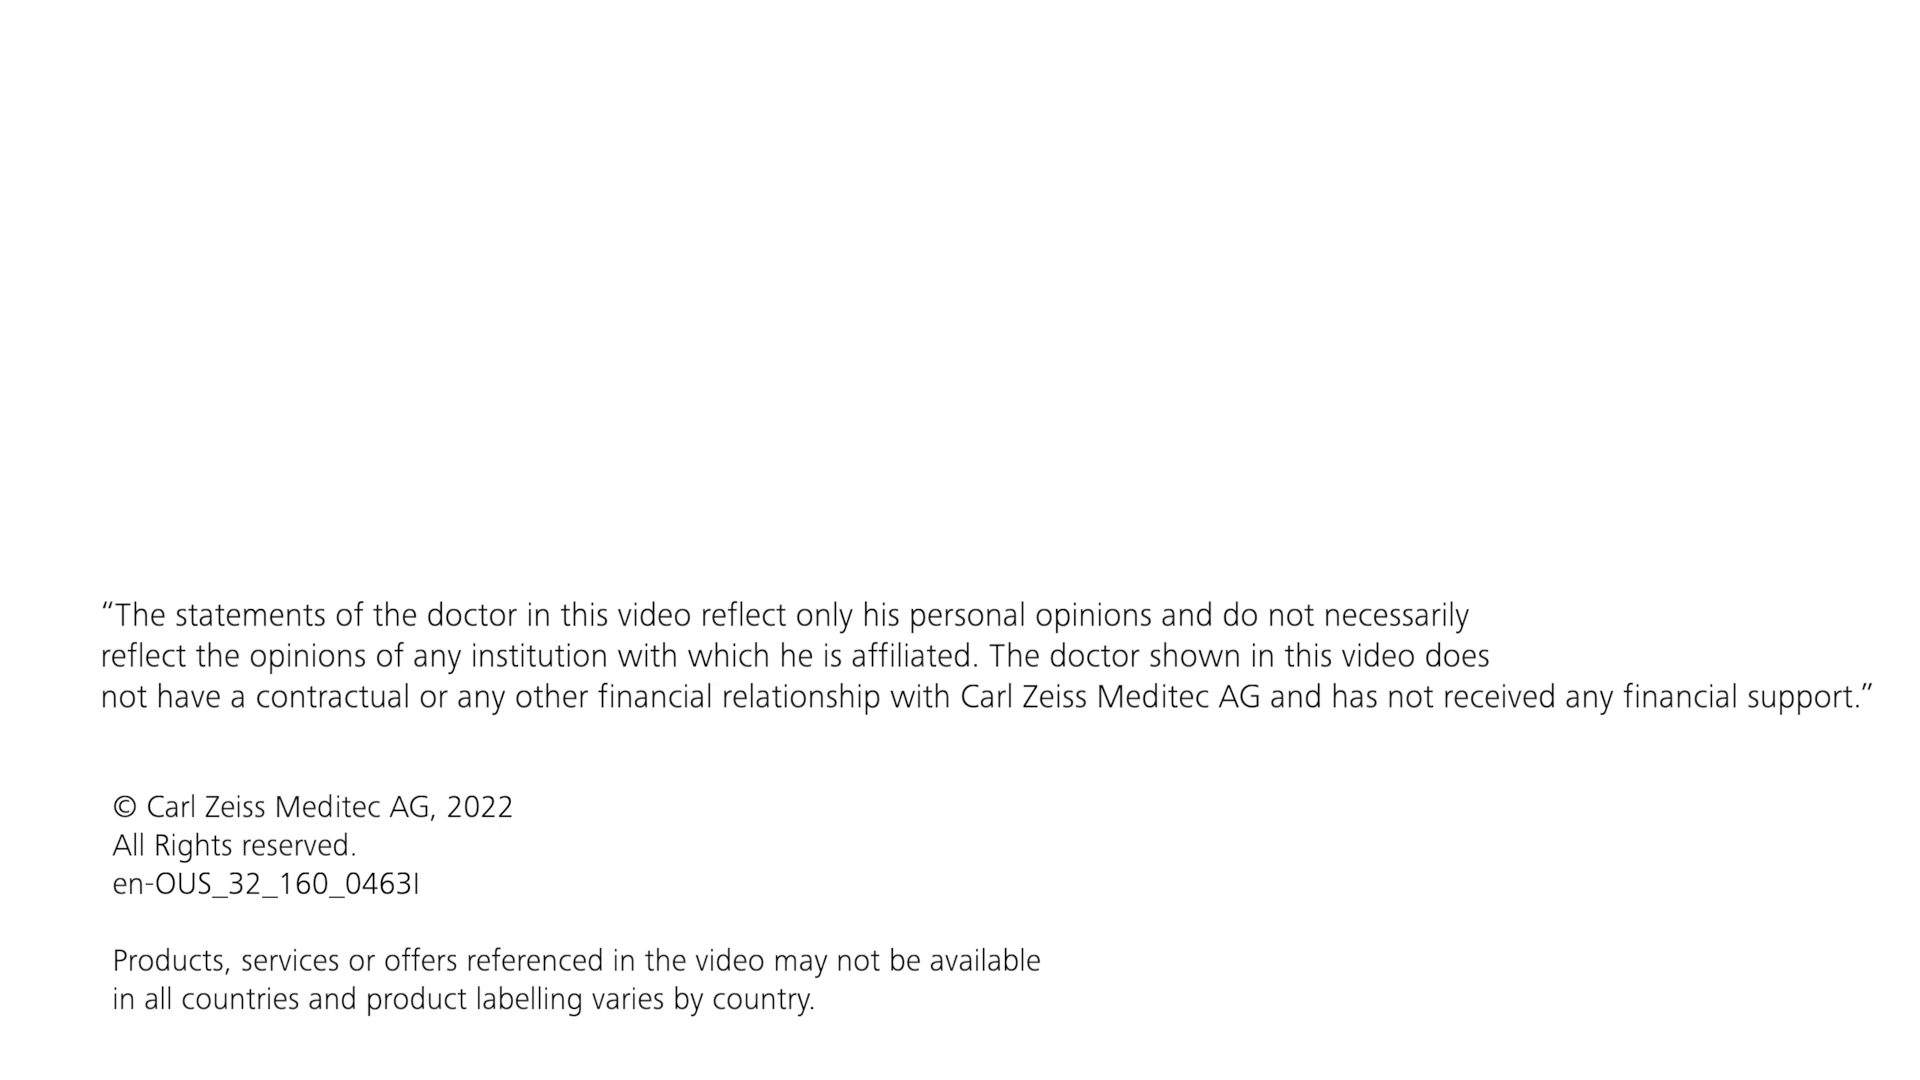 “The statements of the doctor in this video reflect only his personal opinions and do not necessarily
reflect the opinions of any institution with which he is affiliated. The doctor shown in this video does
not have a contractual or any other financial relationship with Carl Zeiss Meditec AG and has not received any financial support.”
© Carl Zeiss Meditec AG, 2022
All Rights reserved.
en-OUS_32_160_0463I
Products, services or offers referenced in the video may not be available
in all countries and product labelling varies by country.